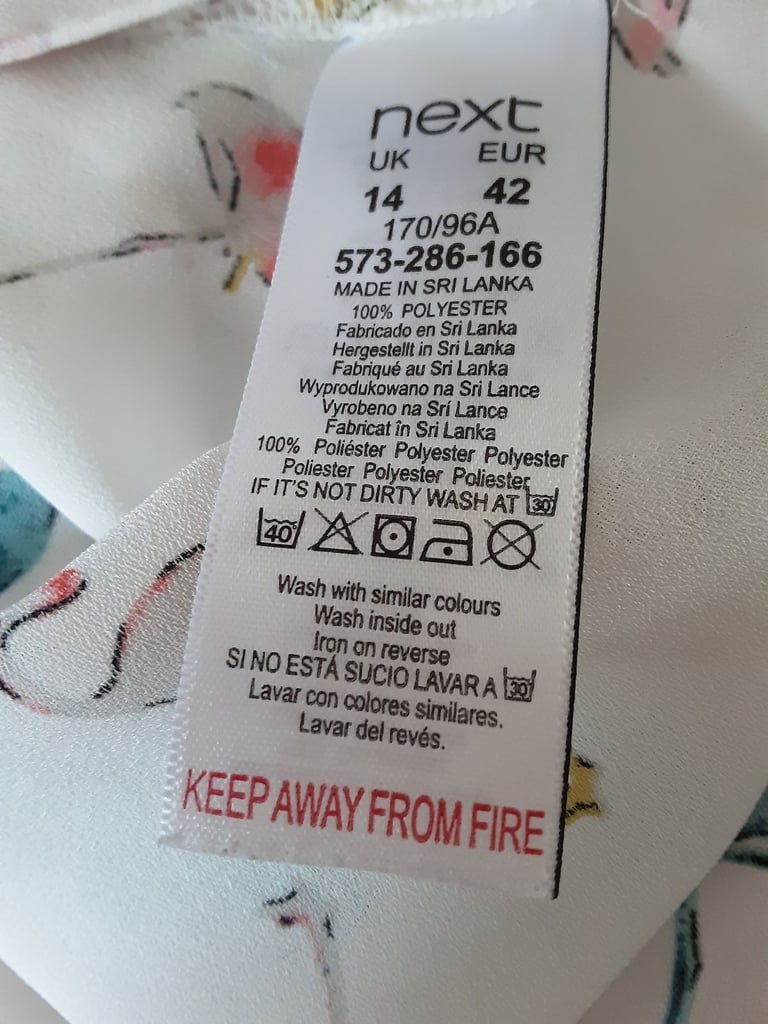 next
UK EUR
14 42
170/96A
573-286-166
MADE IN SRI LANKA
100% POLYESTER
Fabricado en Sri Lanka
Hergestellt in Sri Lanka
Fabriqué au Sri Lanka
Wyprodukowano na Sri Lance
Vyrobeno na Srí Lance
Fabricat în Sri Lanka
100% Poliéster Polyester Polyester
Poliester Polyester Poliester
IF IT'S NOT DIRTY WASH AT 30°
40°
Wash with similar colours
Wash inside out
Iron on reverse
SI NO ESTÁ SUCIO LAVAR A 30°
Lavar con colores similares.
Lavar del revés.
KEEP AWAY FROM FIRE